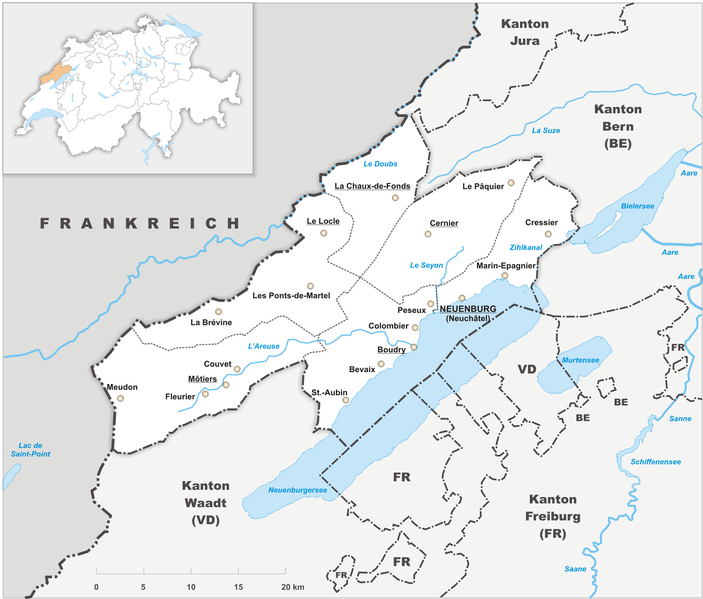 Kanton
Jura
Kanton
Bern
(BE)
La Suze
Le Doubs
Aare
La Chaux-de-Fonds
Le Pâquier
Bielersee
FRANKREICH
Le Locle
Cernier
Cressier
Zihlkanal
Aare
Le Seyon
Marin-Epagnier
Aare
Les Ponts-de-Martel
NEUENBURG
(Neuchâtel)
Peseux
La Brévine
Colombier
L'Areuse
Boudry
FR
Murtensee
Couvet
Bevaix
VD
Môtiers
BE
Meudon
Fleurier
St.-Aubin
BE
Sanne
Lac de
Saint-Point
Schiffenensee
Kanton
Waadt
(VD)
Neuenburgersee
FR
Kanton
Freiburg
(FR)
FR
FR
Saane
0 5 10 15 20 km